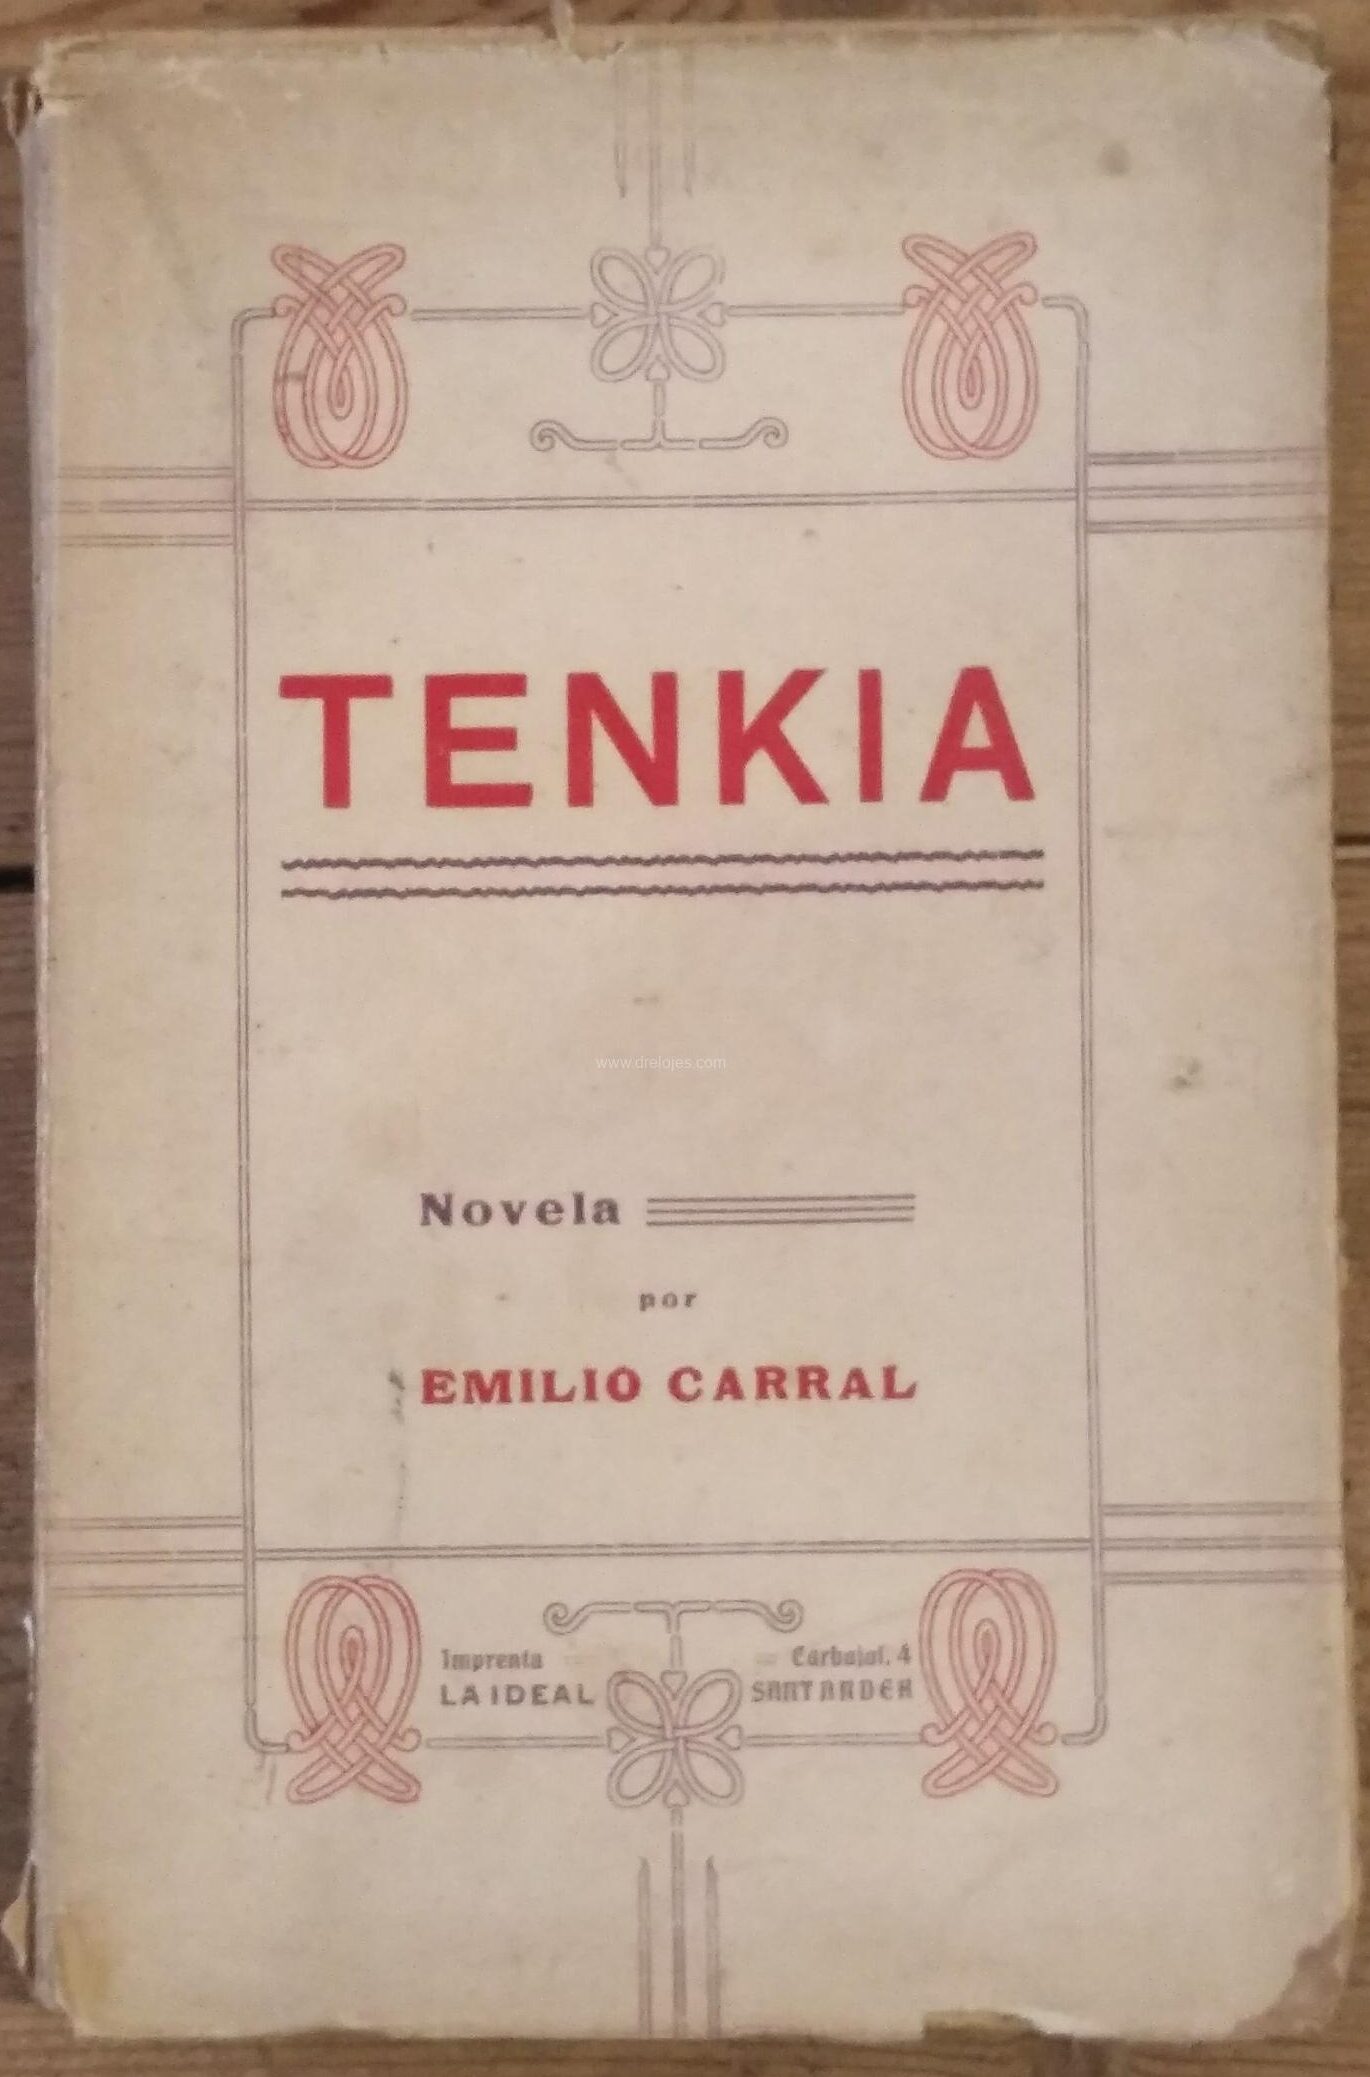 TENKIA
www.drelojes.com
Novela
por
EMILIO CARRAL
Imprenta
LA IDEAL
Carbajal, 4
SANTANDER